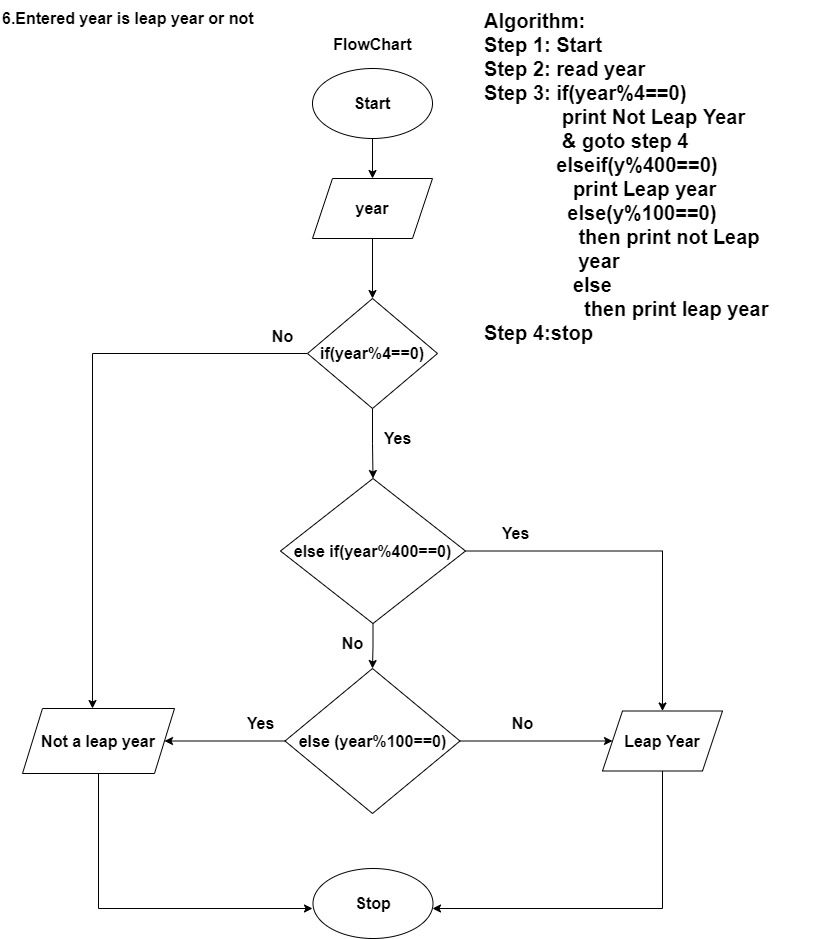 6.Entered year is leap year or not
FlowChart
Start
year
No
if(year%4==0)
Yes
else if(year%400==0)
Yes
No
Not a leap year
Yes
else (year%100==0)
No
Leap Year
Stop
Algorithm:
Step 1: Start
Step 2: read year
Step 3: if(year%4==0)
print Not Leap Year
& goto step 4
elseif(y%400==0)
print Leap year
else(y%100==0)
then print not Leap
year
else
then print leap year
Step 4:stop